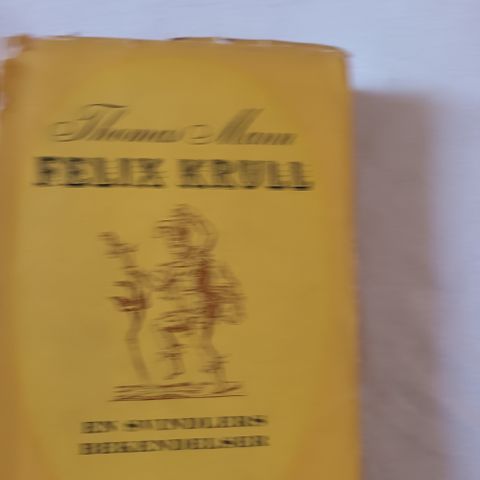 Thomas Mann
FELIX KRULL
EN SVINDLERS
BEKENDELSER